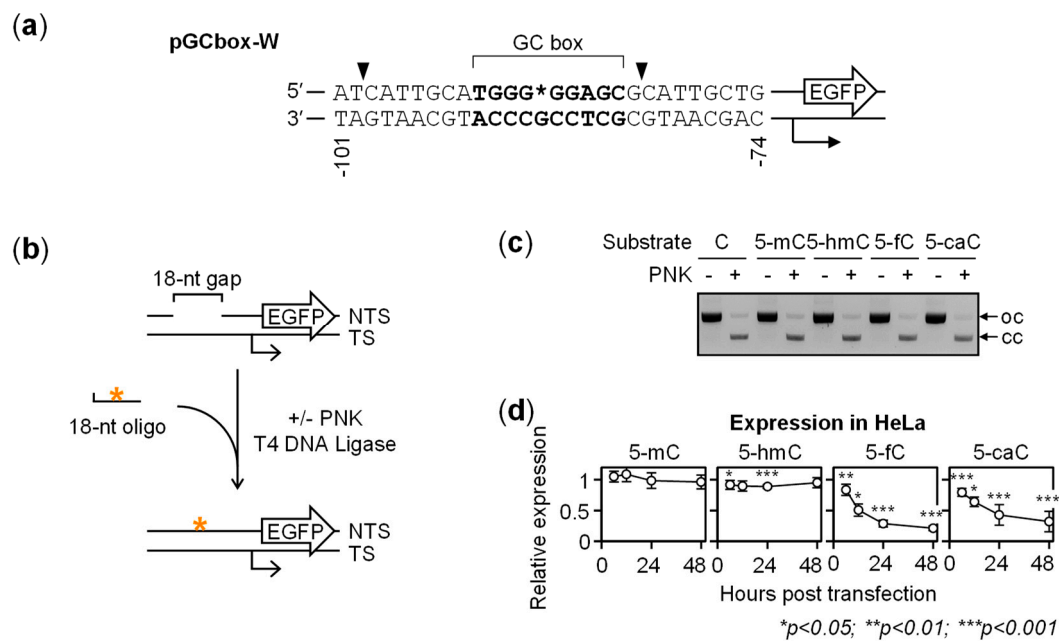 (a)
pGCbox-W
GC box
5′ ATCATTGCATGGG*GGAGCGCATTGCTG EGFP
3′ TAGTAACGTACCCGCCTCGCGTAACGAC
-101 -74
(b)
18-nt gap
EGFP NTS
TS
*
18-nt oligo
+/- PNK
T4 DNA Ligase
*
EGFP NTS
TS
(c)
Substrate C 5-mC 5-hmC 5-fC 5-caC
PNK - + - + - + - + - +
oc
cc
(d)
Expression in HeLa
5-mC 5-hmC 5-fC 5-caC
Relative expression
1
0.5
0
* ***
** * *** ***
*** * *** ***
0 24 48 0 24 48 0 24 48 0 24 48
Hours post transfection
*p<0.05; **p<0.01; ***p<0.001